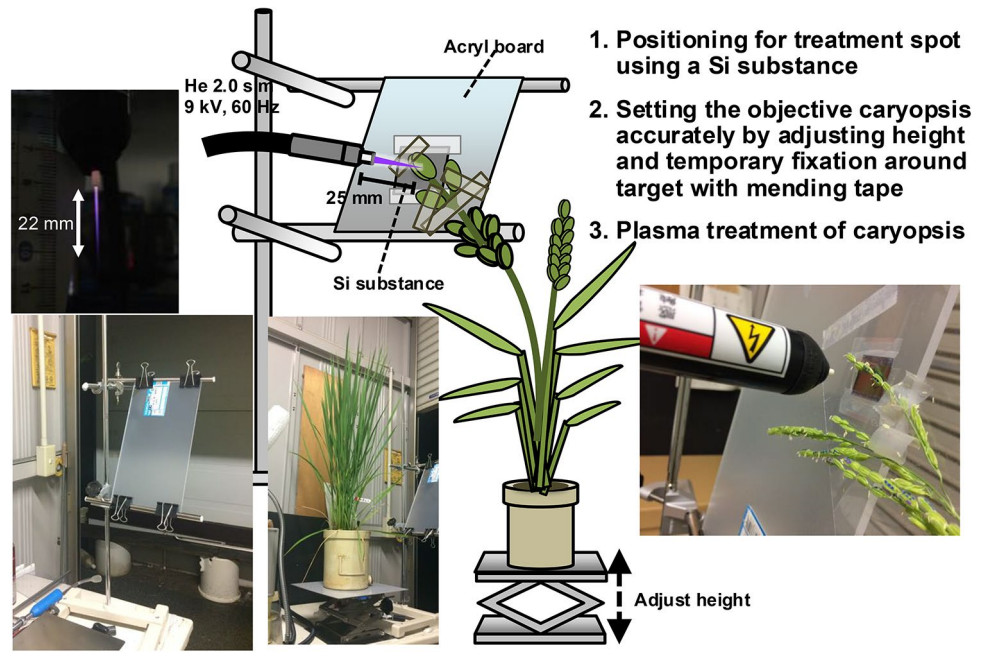 Acryl board
He 2.0 slm
9 kV, 60 Hz
22 mm
25 mm
Si substance
1. Positioning for treatment spot
using a Si substance
2. Setting the objective caryopsis
accurately by adjusting height
and temporary fixation around
target with mending tape
3. Plasma treatment of caryopsis
Adjust height